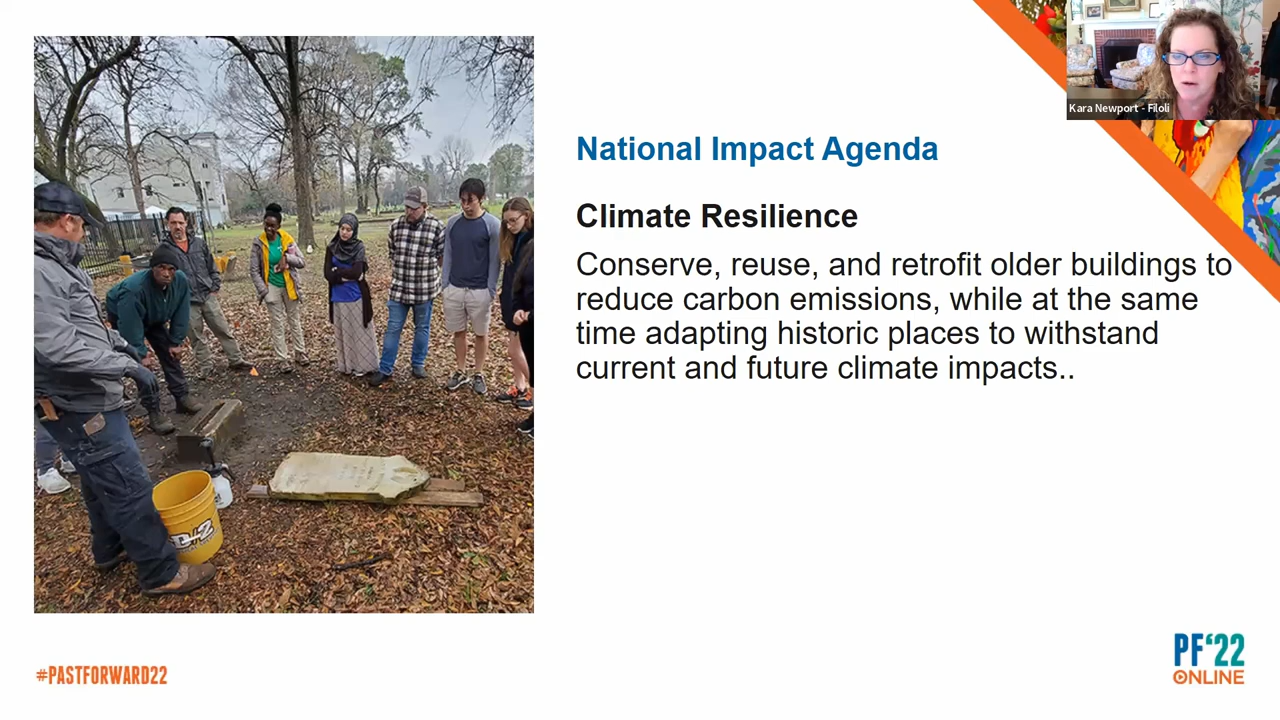 Kara Newport - Filoli
National Impact Agenda
Climate Resilience
Conserve, reuse, and retrofit older buildings to
reduce carbon emissions, while at the same
time adapting historic places to withstand
current and future climate impacts..
#PASTFORWARD22
PF'22
ONLINE